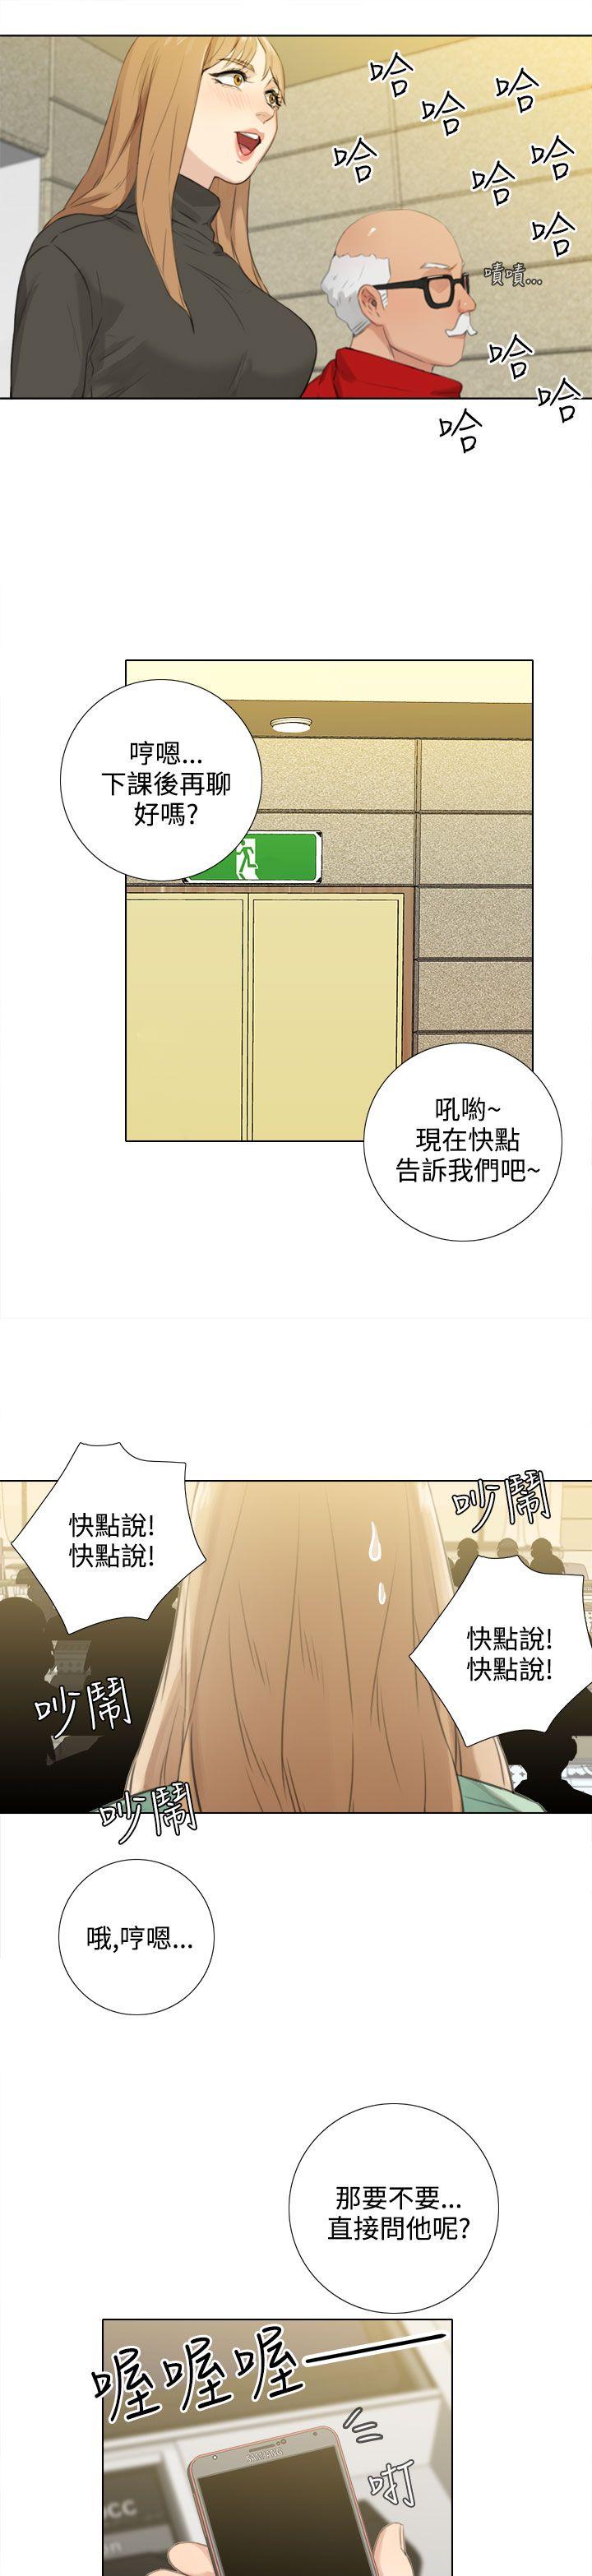 哈
哈
哈
哈
哈
哈
哈
嘖嘖...
哈
哈
哈
哼嗯...
下課後再聊
好嗎?
吼喲~
現在快點
告訴我們吧~
快點說!
快點說!
吵鬧
快點說!
快點說!
吵鬧
吵鬧
哦,哼嗯...
那要不要...
直接問他呢?
喔喔喔——
叮